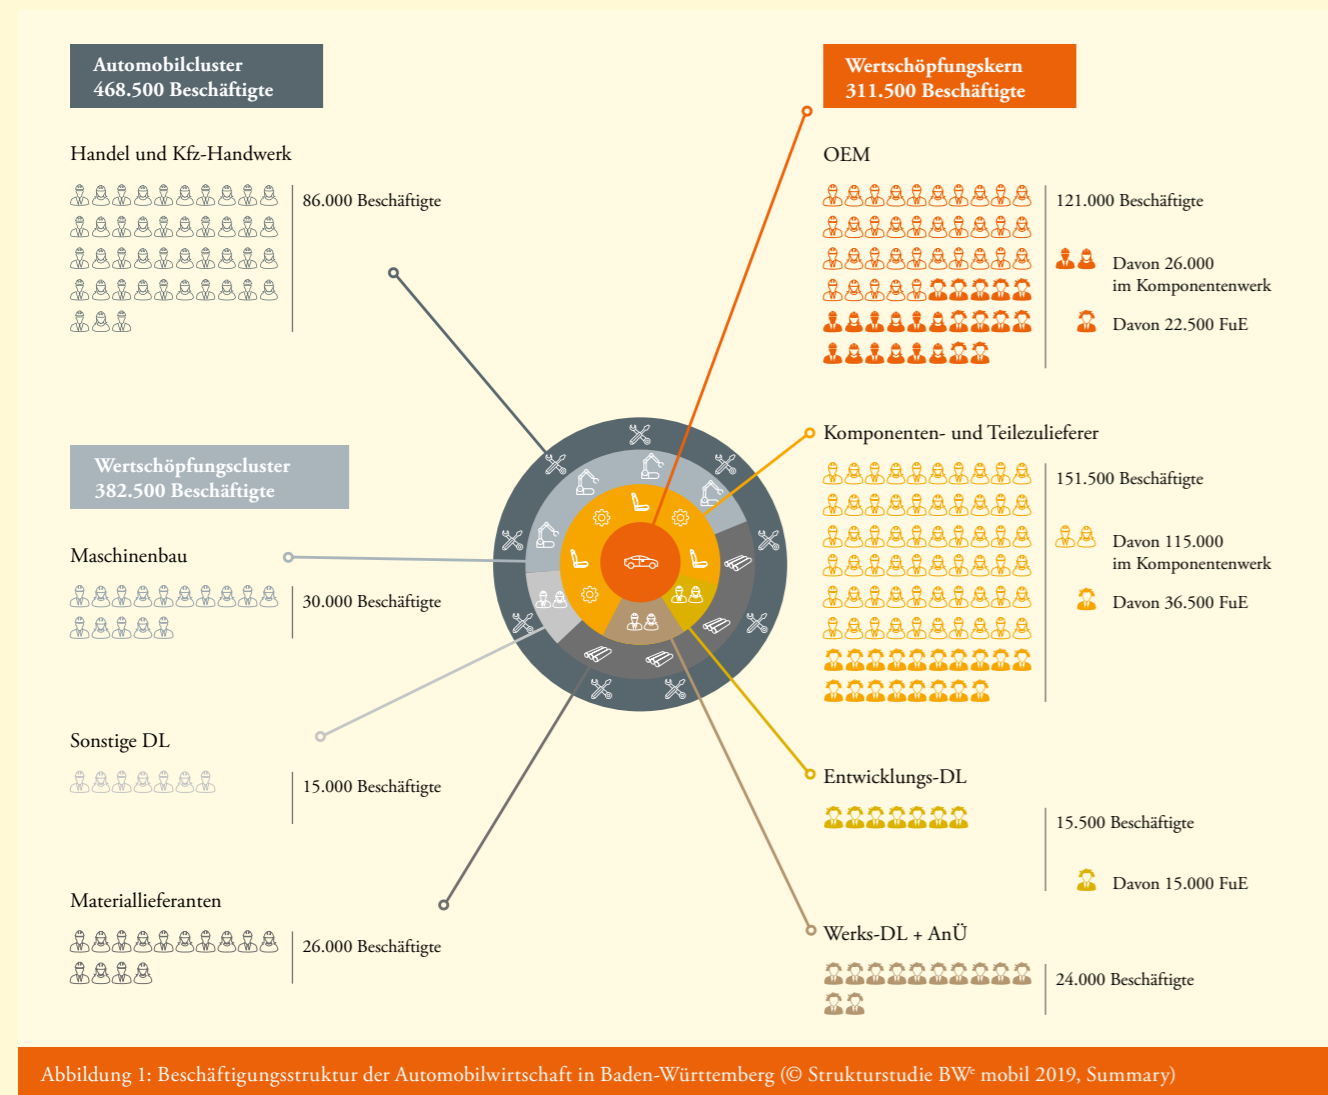 Automobilcluster
468.500 Beschäftigte
Handel und Kfz-Handwerk
86.000 Beschäftigte
Wertschöpfungscluster
382.500 Beschäftigte
Maschinenbau
30.000 Beschäftigte
Sonstige DL
15.000 Beschäftigte
Materiallieferanten
26.000 Beschäftigte
Wertschöpfungskern
311.500 Beschäftigte
OEM
121.000 Beschäftigte
Davon 26.000
im Komponentenwerk
Davon 22.500 FuE
Komponenten- und Teilezulieferer
151.500 Beschäftigte
Davon 115.000
im Komponentenwerk
Davon 36.500 FuE
Entwicklungs-DL
15.500 Beschäftigte
Davon 15.000 FuE
Werks-DL + AnÜ
24.000 Beschäftigte
Abbildung 1: Beschäftigungsstruktur der Automobilwirtschaft in Baden-Württemberg (© Strukturstudie BWᵉ mobil 2019, Summary)